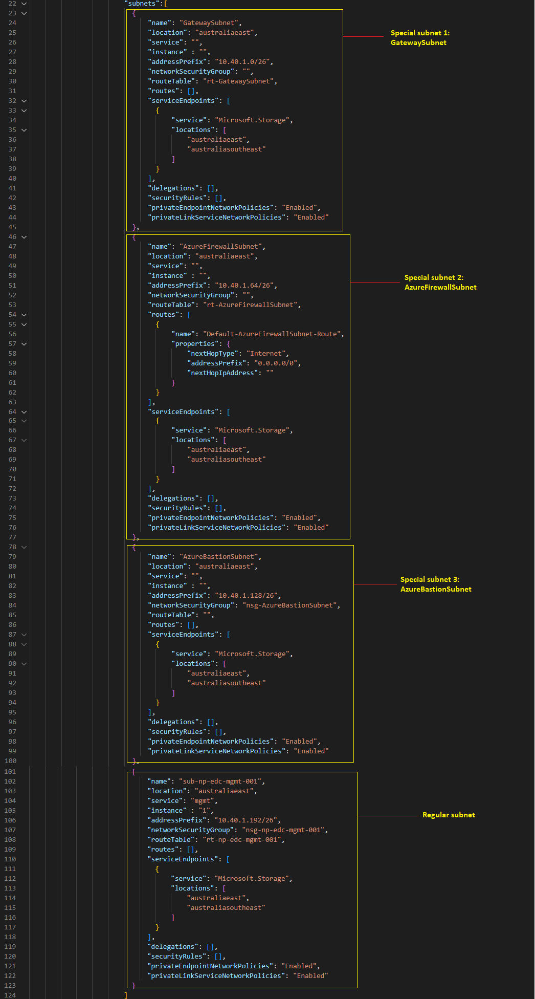 22 "subnets":[
23 {
24 "name": "GatewaySubnet",
25 "location": "australiaeast",
26 "service": "",
27 "instance" : "",
28 "addressPrefix": "10.40.1.0/26",
29 "networkSecurityGroup": "",
30 "routeTable": "rt-GatewaySubnet",
31 "routes": [],
32 "serviceEndpoints": [
33 {
34 "service": "Microsoft.Storage",
35 "locations": [
36 "australiaeast",
37 "australiasoutheast"
38 ]
39 }
40 ],
41 "delegations": [],
42 "securityRules": [],
43 "privateEndpointNetworkPolicies": "Enabled",
44 "privateLinkServiceNetworkPolicies": "Enabled"
45 },
Special subnet 1:
GatewaySubnet
46 {
47 "name": "AzureFirewallSubnet",
48 "location": "australiaeast",
49 "service": "",
50 "instance" : "",
51 "addressPrefix": "10.40.1.64/26",
52 "networkSecurityGroup": "",
53 "routeTable": "rt-AzureFirewallSubnet",
54 "routes": [
55 {
56 "name": "Default-AzureFirewallSubnet-Route",
57 "properties": {
58 "nextHopType": "Internet",
59 "addressPrefix": "0.0.0.0/0",
60 "nextHopIpAddress": ""
61 }
62 }
63 ],
64 "serviceEndpoints": [
65 {
66 "service": "Microsoft.Storage",
67 "locations": [
68 "australiaeast",
69 "australiasoutheast"
70 ]
71 }
72 ],
73 "delegations": [],
74 "securityRules": [],
75 "privateEndpointNetworkPolicies": "Enabled",
76 "privateLinkServiceNetworkPolicies": "Enabled"
77 },
Special subnet 2:
AzureFirewallSubnet
78 {
79 "name": "AzureBastionSubnet",
80 "location": "australiaeast",
81 "service": "",
82 "instance" : "",
83 "addressPrefix": "10.40.1.128/26",
84 "networkSecurityGroup": "nsg-AzureBastionSubnet",
85 "routeTable": "",
86 "routes": [],
87 "serviceEndpoints": [
88 {
89 "service": "Microsoft.Storage",
90 "locations": [
91 "australiaeast",
92 "australiasoutheast"
93 ]
94 }
95 ],
96 "delegations": [],
97 "securityRules": [],
98 "privateEndpointNetworkPolicies": "Enabled",
99 "privateLinkServiceNetworkPolicies": "Enabled"
100 },
Special subnet 3:
AzureBastionSubnet
101 {
102 "name": "sub-np-edc-mgmt-001",
103 "location": "australiaeast",
104 "service": "mgmt",
105 "instance" : "1",
106 "addressPrefix": "10.40.1.192/26",
107 "networkSecurityGroup": "nsg-np-edc-mgmt-001",
108 "routeTable": "rt-np-edc-mgmt-001",
109 "routes": [],
110 "serviceEndpoints": [
111 {
112 "service": "Microsoft.Storage",
113 "locations": [
114 "australiaeast",
115 "australiasoutheast"
116 ]
117 }
118 ],
119 "delegations": [],
120 "securityRules": [],
121 "privateEndpointNetworkPolicies": "Enabled",
122 "privateLinkServiceNetworkPolicies": "Enabled"
123 }
124 ]
Regular subnet